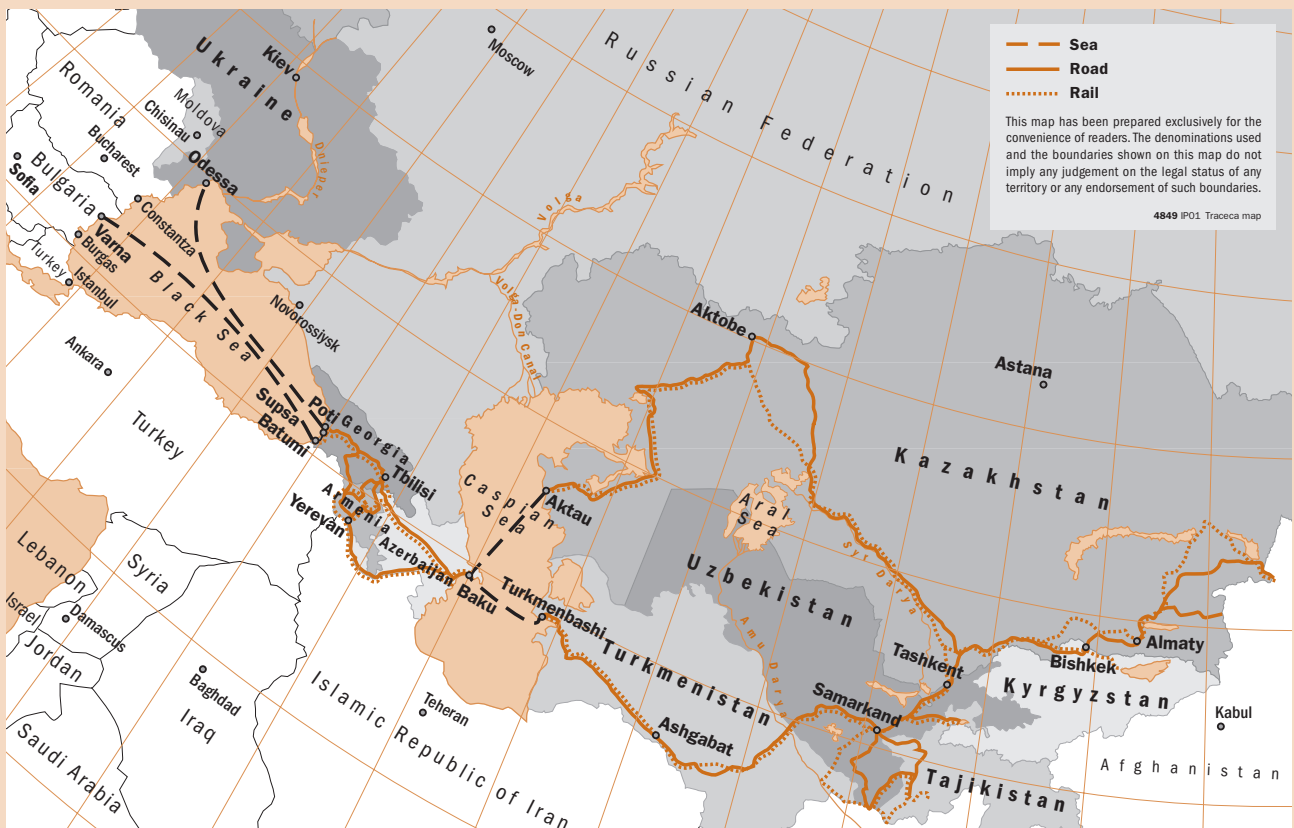 Sea
Road
Rail
This map has been prepared exclusively for the
convenience of readers. The denominations used
and the boundaries shown on this map do not
imply any judgement on the legal status of any
territory or any endorsement of such boundaries.
4849 IP01 Traceca map
Ukraine
Kiev
Moscow
Russian Federation
Romania
Moldova
Chisinau
Bucharest
Odessa
Dnieper
Bulgaria
Sofia
Constantza
Varna
Burgas
Turkey
Istanbul
Black Sea
Novorossiysk
Volga
Volga-Don Canal
Ankara
Turkey
Supsa
Poti
Batumi
Georgia
Tbilisi
Armenia
Yerevan
Azerbaijan
Baku
Caspian
Sea
Aktau
Aktobe
Astana
Kazakhstan
Aral
Sea
Syr Darya
Uzbekistan
Amu Darya
Turkmenbashi
Turkmenistan
Ashgabat
Tashkent
Samarkand
Bishkek
Almaty
Kyrgyzstan
Tajikistan
Kabul
Afghanistan
Lebanon
Syria
Israel
Damascus
Jordan
Baghdad
Iraq
Saudi Arabia
Teheran
Islamic Republic of Iran